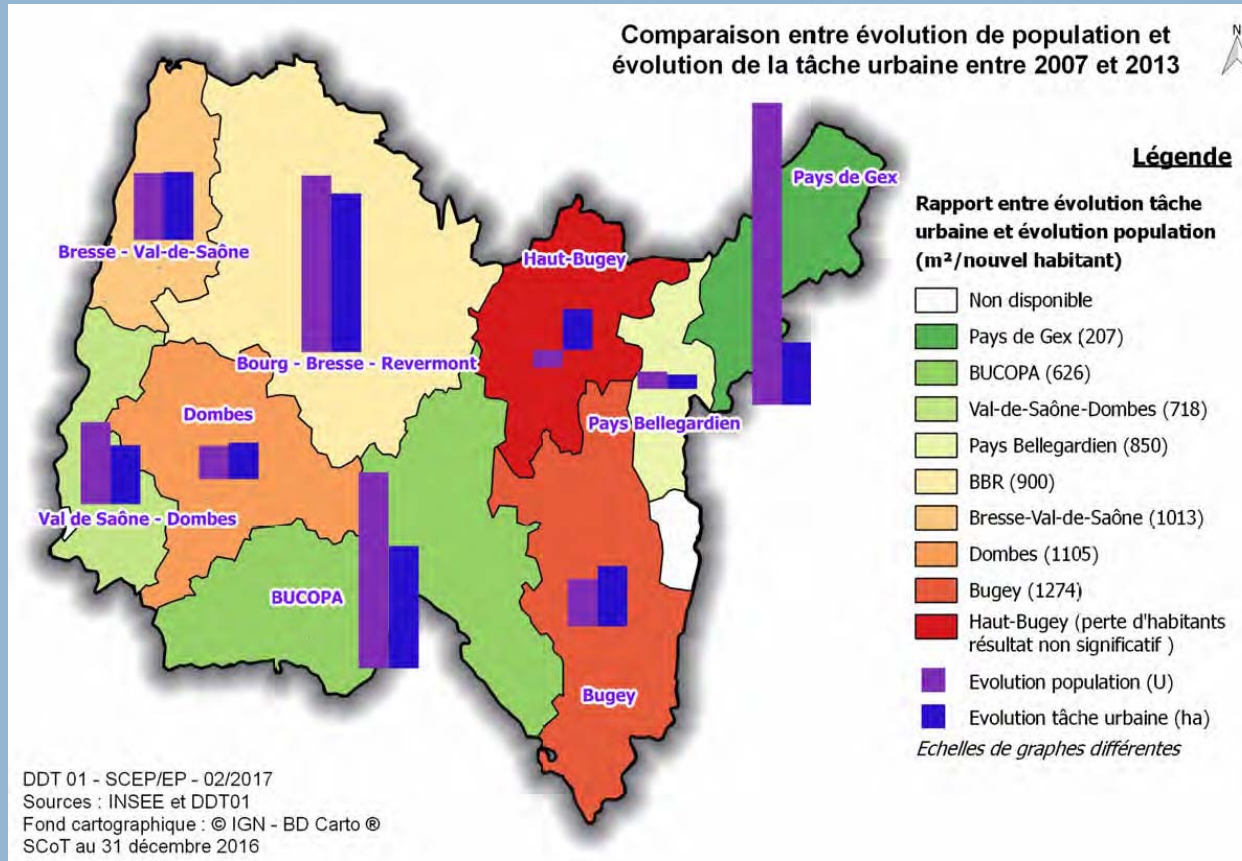 Comparaison entre évolution de population et
évolution de la tâche urbaine entre 2007 et 2013
N
Légende
Rapport entre évolution tâche
urbaine et évolution population
(m²/nouvel habitant)
Non disponible
Pays de Gex (207)
BUCOPA (626)
Val-de-Saône-Dombes (718)
Pays Bellegardien (850)
BBR (900)
Bresse-Val-de-Saône (1013)
Dombes (1105)
Bugey (1274)
Haut-Bugey (perte d'habitants
résultat non significatif )
Evolution population (U)
Evolution tâche urbaine (ha)
Echelles de graphes différentes
Pays de Gex
Bresse - Val-de-Saône
Haut-Bugey
Bourg - Bresse - Revermont
Dombes
Pays Bellegardien
Val de Saône - Dombes
BUCOPA
Bugey
DDT 01 - SCEP/EP - 02/2017
Sources : INSEE et DDT01
Fond cartographique : © IGN - BD Carto ®
SCoT au 31 décembre 2016